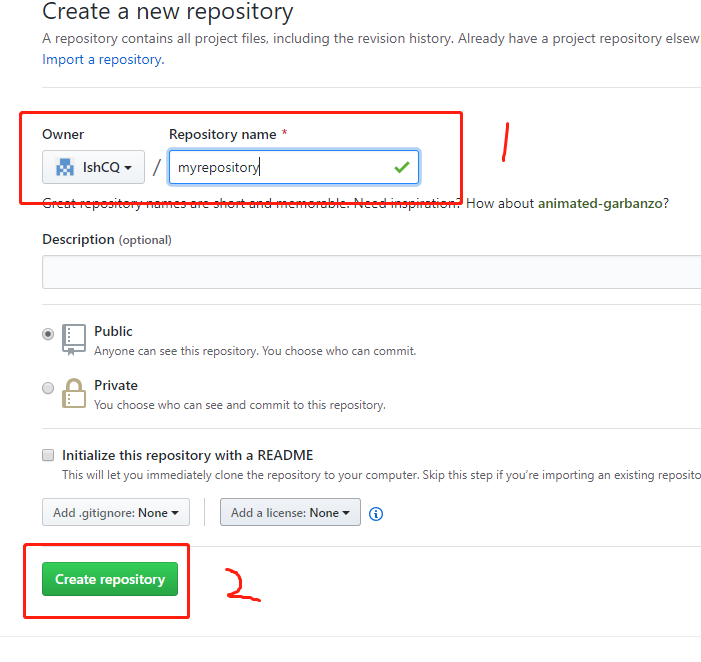 Create a new repository
A repository contains all project files, including the revision history. Already have a project repository elsew
Import a repository.
Owner Repository name *
IshCQ / myrepository
Great repository names are short and memorable. Need inspiration? How about animated-garbanzo?
Description (optional)
Public
Anyone can see this repository. You choose who can commit.
Private
You choose who can see and commit to this repository.
Initialize this repository with a README
This will let you immediately clone the repository to your computer. Skip this step if you’re importing an existing reposito
Add .gitignore: None Add a license: None
Create repository
1
2